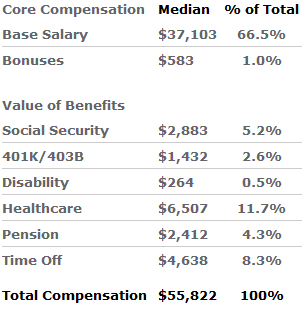 Core Compensation Median % of Total
Base Salary $37,103 66.5%
Bonuses $583 1.0%
Value of Benefits
Social Security $2,883 5.2%
401K/403B $1,432 2.6%
Disability $264 0.5%
Healthcare $6,507 11.7%
Pension $2,412 4.3%
Time Off $4,638 8.3%
Total Compensation $55,822 100%